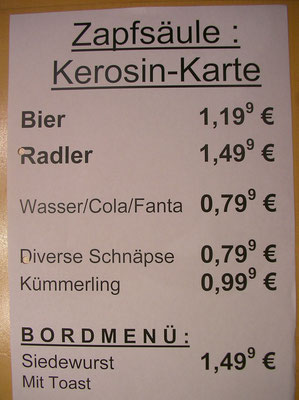 Zapfsäule :
Kerosin-Karte
Bier 1,19⁹ €
Radler 1,49⁹ €
Wasser/Cola/Fanta 0,79⁹ €
Diverse Schnäpse 0,79⁹ €
Kümmerling 0,99⁹ €
BORDMENÜ:
Siedewurst 1,49⁹ €
Mit Toast